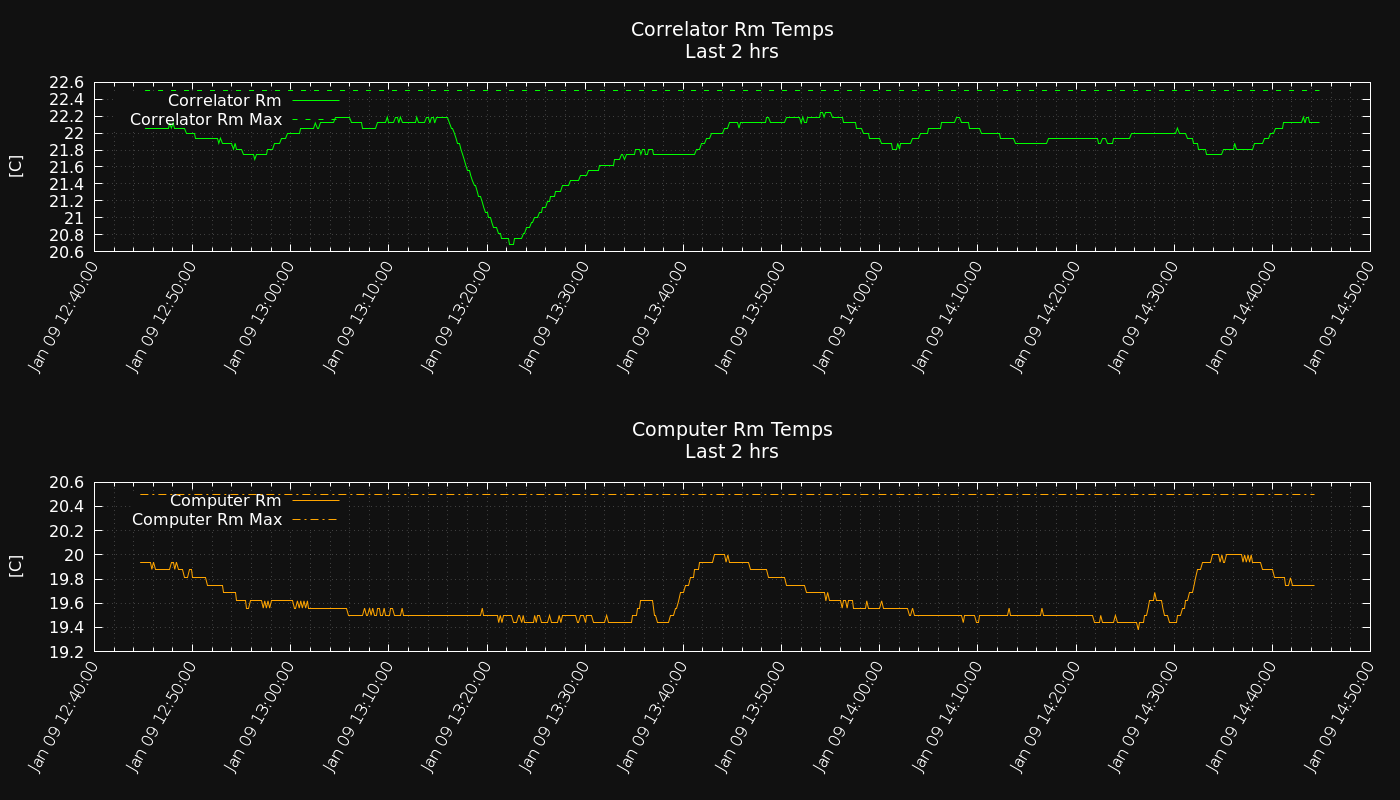 Correlator Rm Temps
Last 2 hrs
22.6
22.4
22.2
22
21.8
21.6
21.4
21.2
21
20.8
20.6
[C]
Correlator Rm
Correlator Rm Max
Jan 09 12:40:00
Jan 09 12:50:00
Jan 09 13:00:00
Jan 09 13:10:00
Jan 09 13:20:00
Jan 09 13:30:00
Jan 09 13:40:00
Jan 09 13:50:00
Jan 09 14:00:00
Jan 09 14:10:00
Jan 09 14:20:00
Jan 09 14:30:00
Jan 09 14:40:00
Jan 09 14:50:00
Computer Rm Temps
Last 2 hrs
20.6
20.4
20.2
20
19.8
19.6
19.4
19.2
[C]
Computer Rm
Computer Rm Max
Jan 09 12:40:00
Jan 09 12:50:00
Jan 09 13:00:00
Jan 09 13:10:00
Jan 09 13:20:00
Jan 09 13:30:00
Jan 09 13:40:00
Jan 09 13:50:00
Jan 09 14:00:00
Jan 09 14:10:00
Jan 09 14:20:00
Jan 09 14:30:00
Jan 09 14:40:00
Jan 09 14:50:00